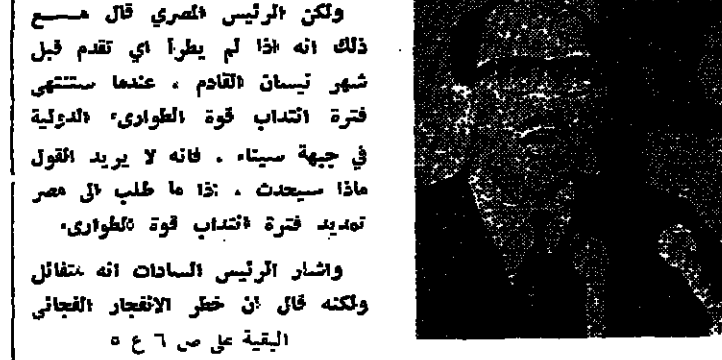 ولكن الرئيس المصري قال مـــع
ذلك انه اذا لم يطرأ اي تقدم قبل
شهر نيسان القادم ، عندما ستنتهي
فترة انتداب قوة الطوارىء الدولية
في جبهة سيناء ، فانه لا يريد القول
ماذا سيحدث ، اذا ما طلب الى مصر
تمديد فترة انتداب قوة الطوارىء
واشار الرئيس السادات انه متفائل
ولكنه قال ان خطر الانفجار الفجائي
البقية على ص ٦ ع ٥